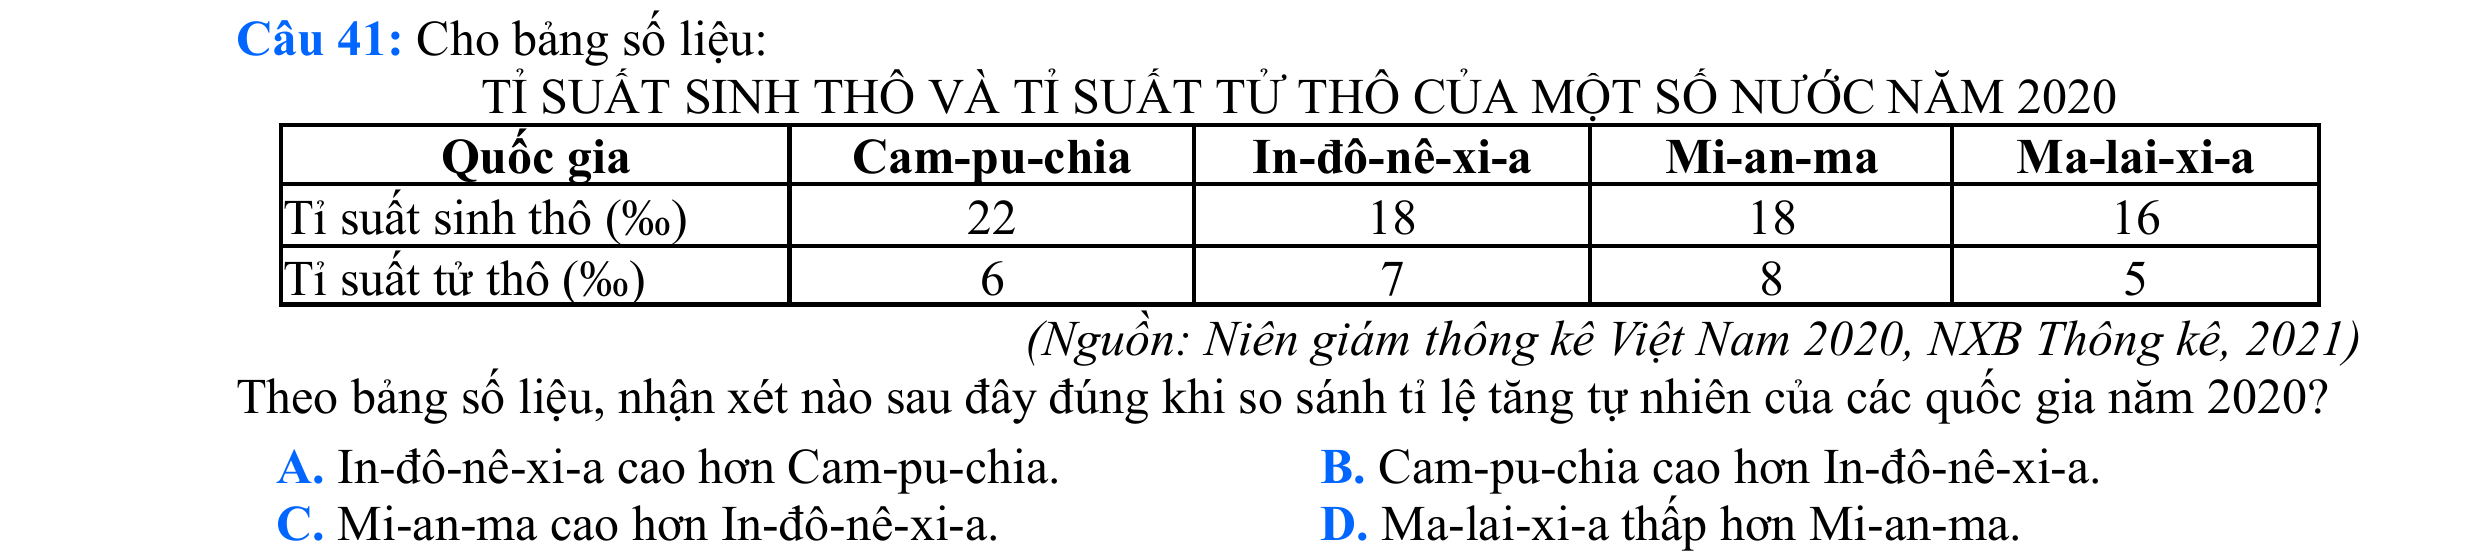 Câu 41: Cho bảng số liệu:
TỈ SUẤT SINH THÔ VÀ TỈ SUẤT TỬ THÔ CỦA MỘT SỐ NƯỚC NĂM 2020
Quốc gia Cam-pu-chia In-đô-nê-xi-a Mi-an-ma Ma-lai-xi-a
Tỉ suất sinh thô (‰) 22 18 18 16
Tỉ suất tử thô (‰) 6 7 8 5
(Nguồn: Niên giám thông kê Việt Nam 2020, NXB Thông kê, 2021)
Theo bảng số liệu, nhận xét nào sau đây đúng khi so sánh tỉ lệ tăng tự nhiên của các quốc gia năm 2020?
A. In-đô-nê-xi-a cao hơn Cam-pu-chia. B. Cam-pu-chia cao hơn In-đô-nê-xi-a.
C. Mi-an-ma cao hơn In-đô-nê-xi-a. D. Ma-lai-xi-a thấp hơn Mi-an-ma.